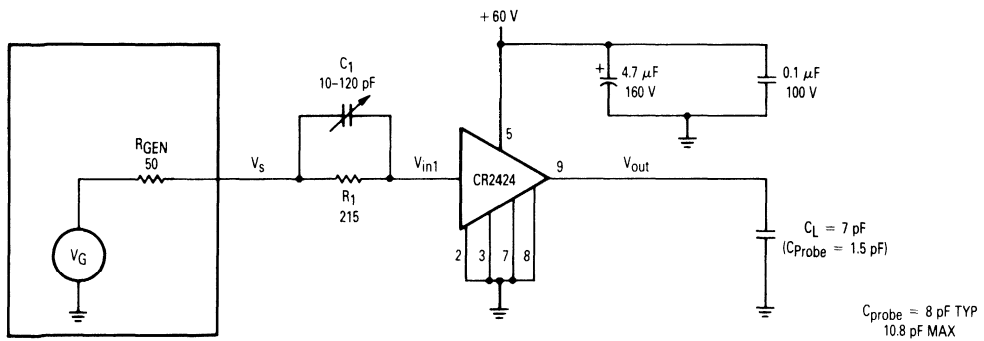 + 60 V
C1
10–120 pF
+
4.7 μF
160 V
0.1 μF
100 V
5
RGEN
50
VS
Vin1
CR2424
9
Vout
R1
215
VG
2
3
7
8
CL = 7 pF
(CProbe = 1.5 pF)
Cprobe = 8 pF TYP
10.8 pF MAX